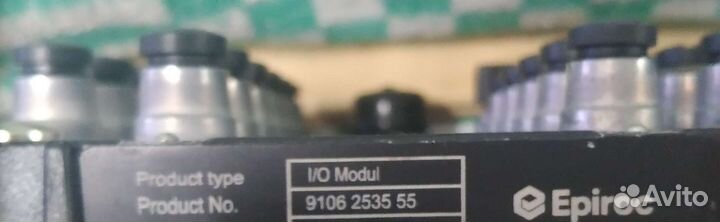 Product type I/O Modul
Product No. 9106 2535 55
Epiroc
Avito